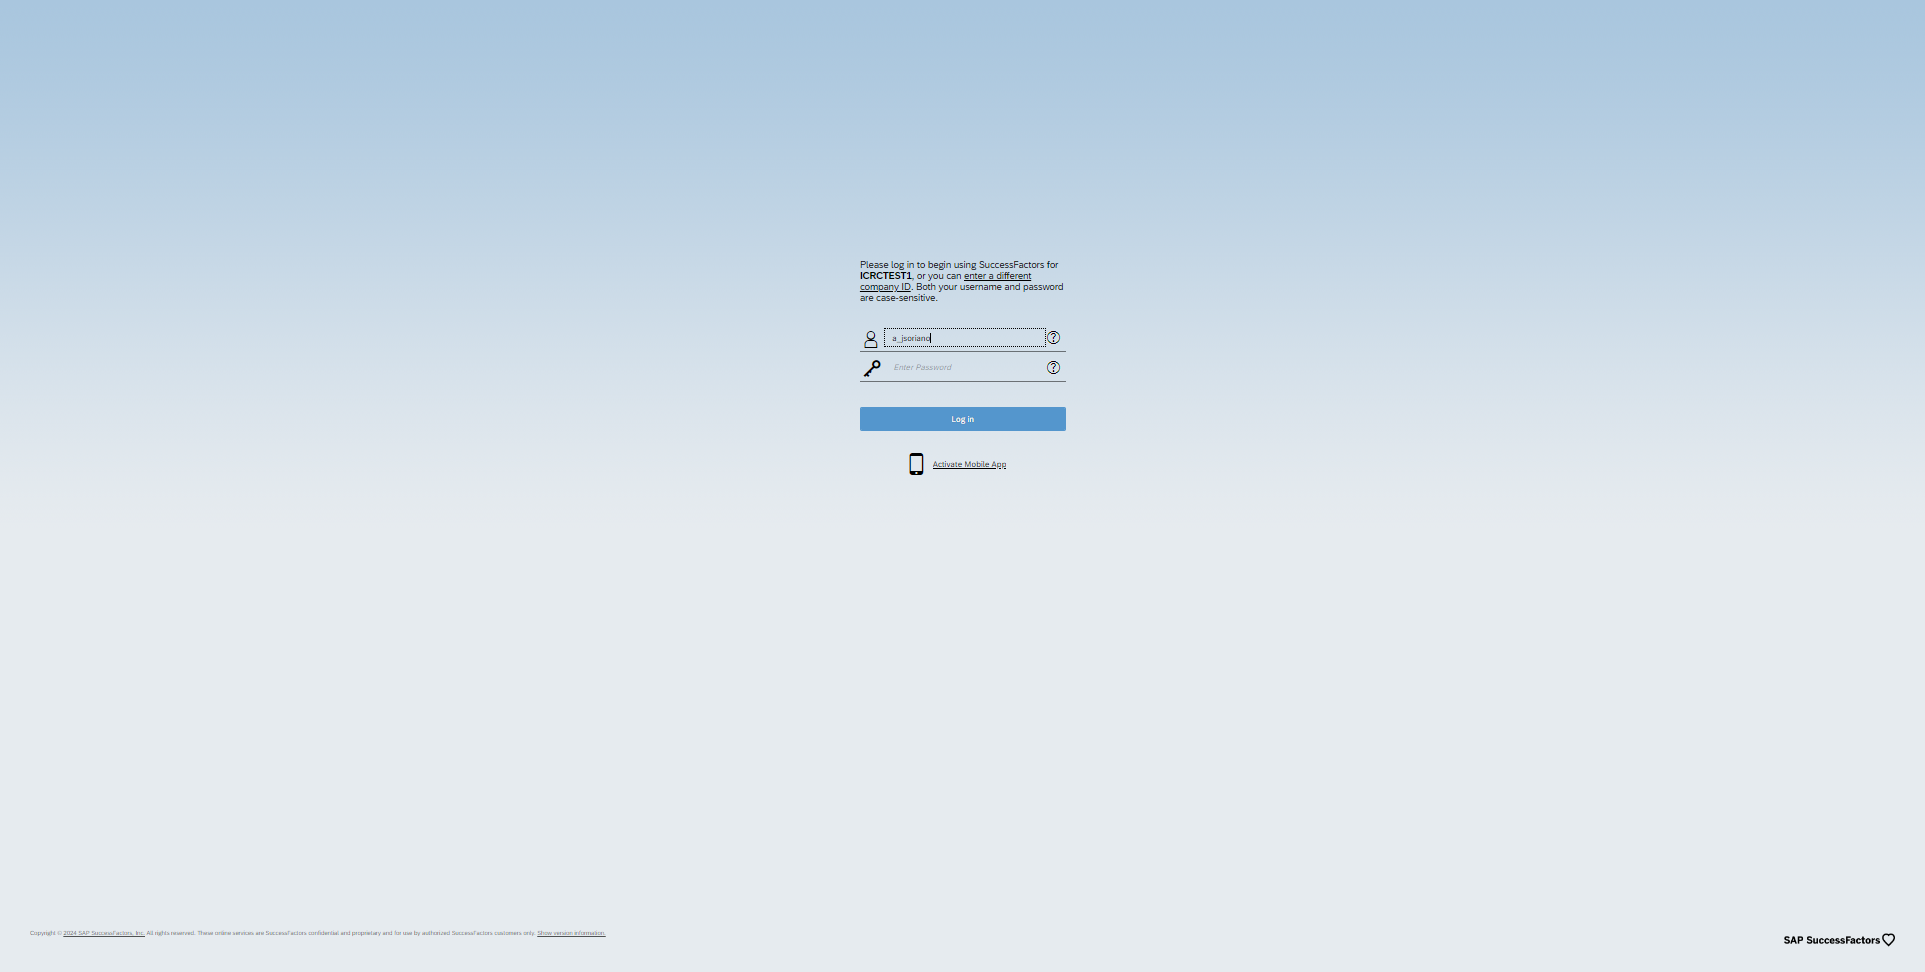 Please log in to begin using SuccessFactors for
ICRCTEST1, or you can enter a different
company ID. Both your username and password
are case-sensitive.
a_jsoriano
Enter Password
Log in
Activate Mobile App
Copyright © 2024 SAP SuccessFactors, Inc. All rights reserved. These online services are SuccessFactors confidential and proprietary and for use by authorized SuccessFactors customers only. Show version information.
SAP SuccessFactors